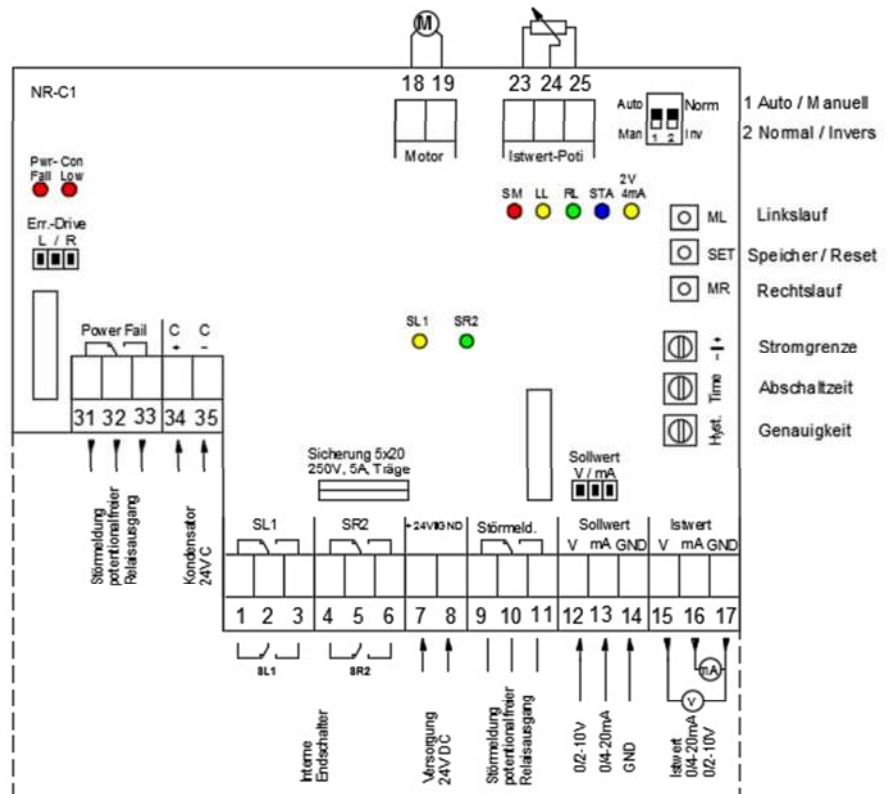 M
18 19
23 24 25
NR-C1
Auto Norm
Man 1 2 Inv
1 Auto / Manuell
2 Normal / Invers
Motor
Istwert-Poti
Pwr- Con
Fail Low
Err.-Drive
L / R
SM LL RL STA 2V
4mA
ML Linkslauf
SET Speicher / Reset
MR Rechtslauf
SL1 SR2
+
-
Stromgrenze
Time Abschaltzeit
Hyst. Genauigkeit
Power Fail
C C
+ -
31 32 33 34 35
Störmeldung
potentialfreier
Relaisausgang
Kondensator
24V C
Sicherung 5x20
250V, 5A, Träge
Sollwert
V / mA
SL1 SR2 +24V GND Störmeld. Sollwert Istwert
V mA GND V mA GND
1 2 3 4 5 6 7 8 9 10 11 12 13 14 15 16 17
SL1 SR2
mA
V
Interne
Endschalter
Versorgung
24V DC
Störmeldung
potentialfreier
Relaisausgang
0/2-10V
0/4-20mA
GND
Istwert
0/4-20mA
0/2-10V